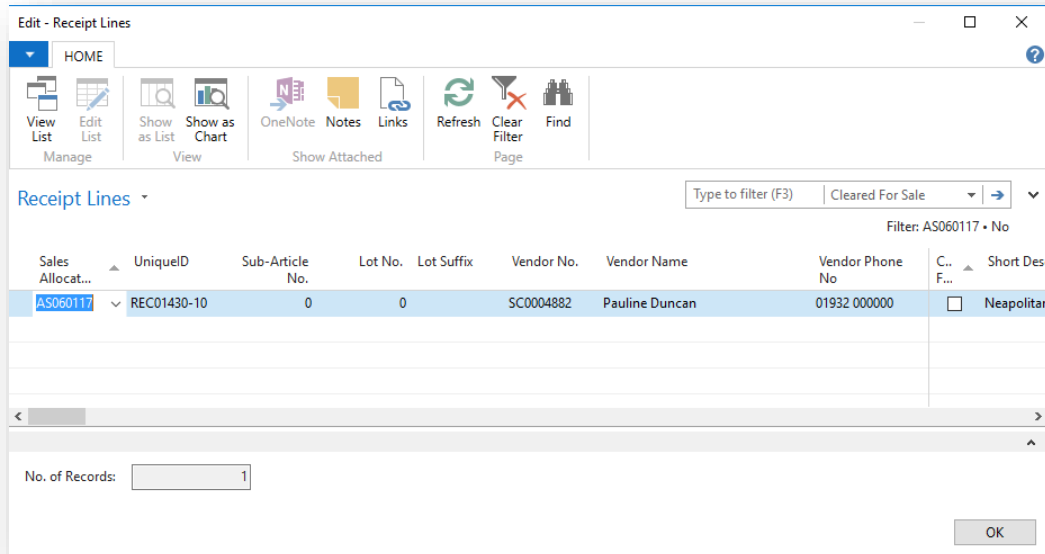 Edit - Receipt Lines
HOME
View List
Edit List
Show as List
Show as Chart
OneNote
Notes
Links
Refresh
Clear Filter
Find
Manage
View
Show Attached
Page
Receipt Lines
Type to filter (F3) Cleared For Sale
Filter: AS060117 • No
Sales Allocat... UniqueID Sub-Article No. Lot No. Lot Suffix Vendor No. Vendor Name Vendor Phone No C.. F... Short Des
AS060117 REC01430-10 0 0 SC0004882 Pauline Duncan 01932 000000 Neapolitar
No. of Records: 1
OK